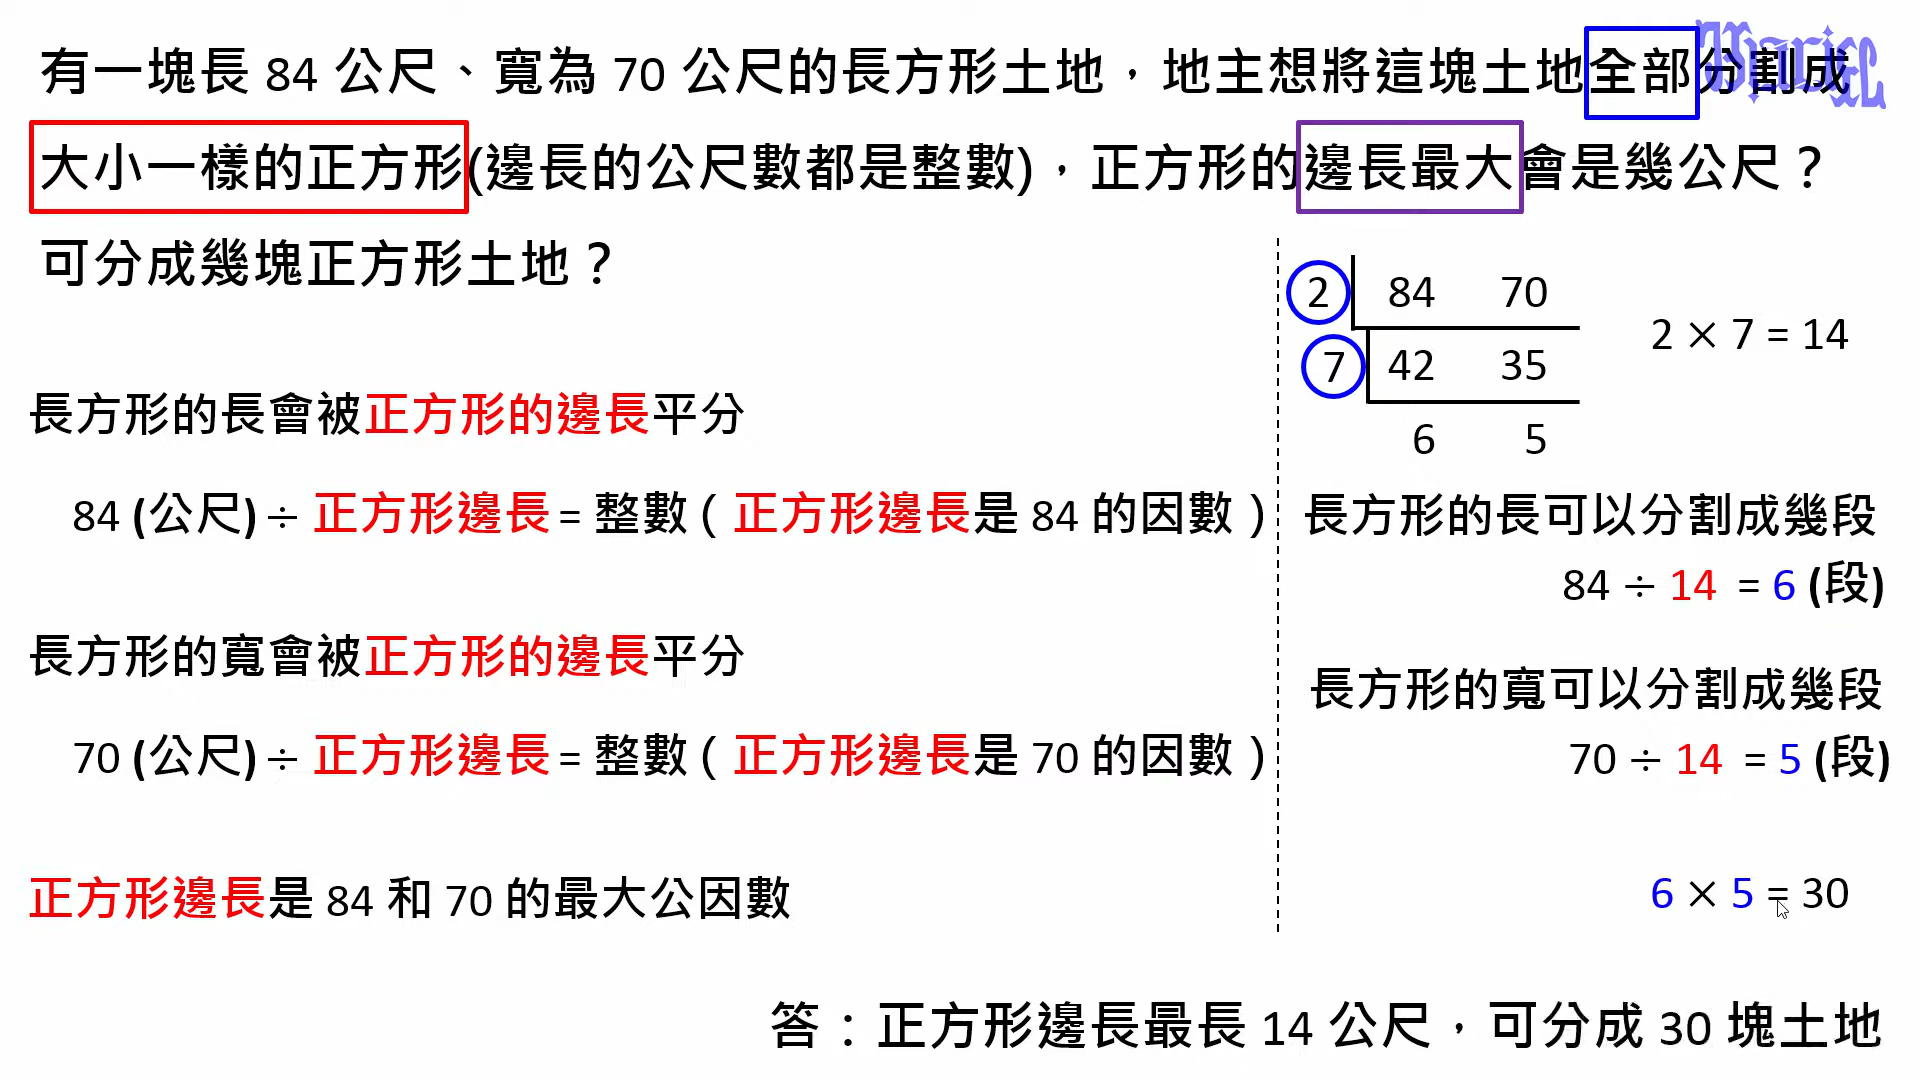 有一塊長 84 公尺、寬為 70 公尺的長方形土地，地主想將這塊土地全部分割成
大小一樣的正方形(邊長的公尺數都是整數)，正方形的邊長最大會是幾公尺？
可分成幾塊正方形土地？
長方形的長會被正方形的邊長平分
84 (公尺) ÷ 正方形邊長 = 整數 ( 正方形邊長是 84 的因數 )
長方形的寬會被正方形的邊長平分
70 (公尺) ÷ 正方形邊長 = 整數 ( 正方形邊長是 70 的因數 )
正方形邊長是 84 和 70 的最大公因數
2 84 70
7 42 35
6 5
2 × 7 = 14
長方形的長可以分割成幾段
84 ÷ 14 = 6 (段)
長方形的寬可以分割成幾段
70 ÷ 14 = 5 (段)
6 × 5 = 30
答：正方形邊長最長 14 公尺，可分成 30 塊土地